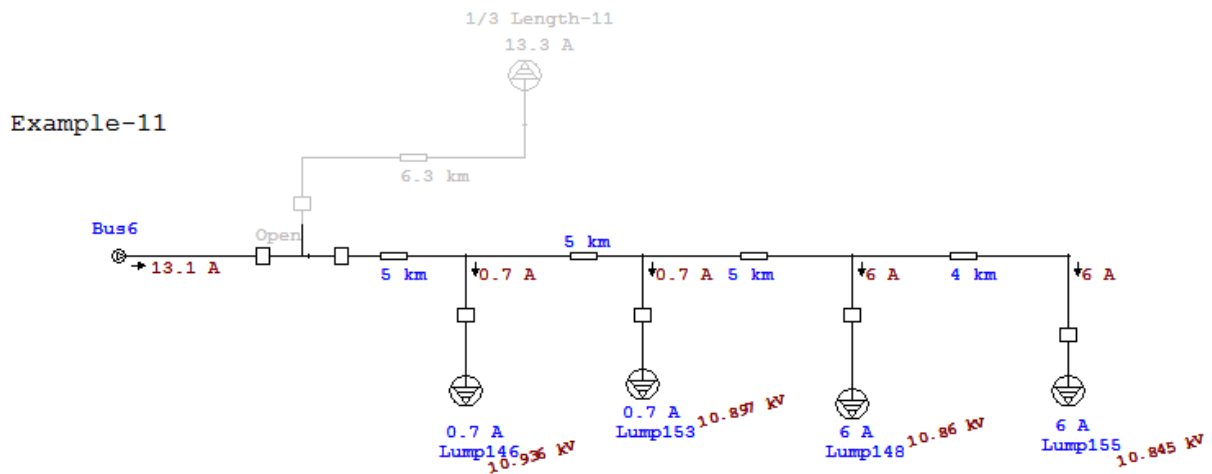 1/3 Length-11
13.3 A
Example-11
6.3 km
Bus6
Open
5 km
13.1 A
5 km
0.7 A
0.7 A
5 km
6 A
4 km
6 A
0.7 A
Lump146
10.936 kV
0.7 A
Lump153
10.897 kV
6 A
Lump148
10.86 kV
6 A
Lump155
10.845 kV